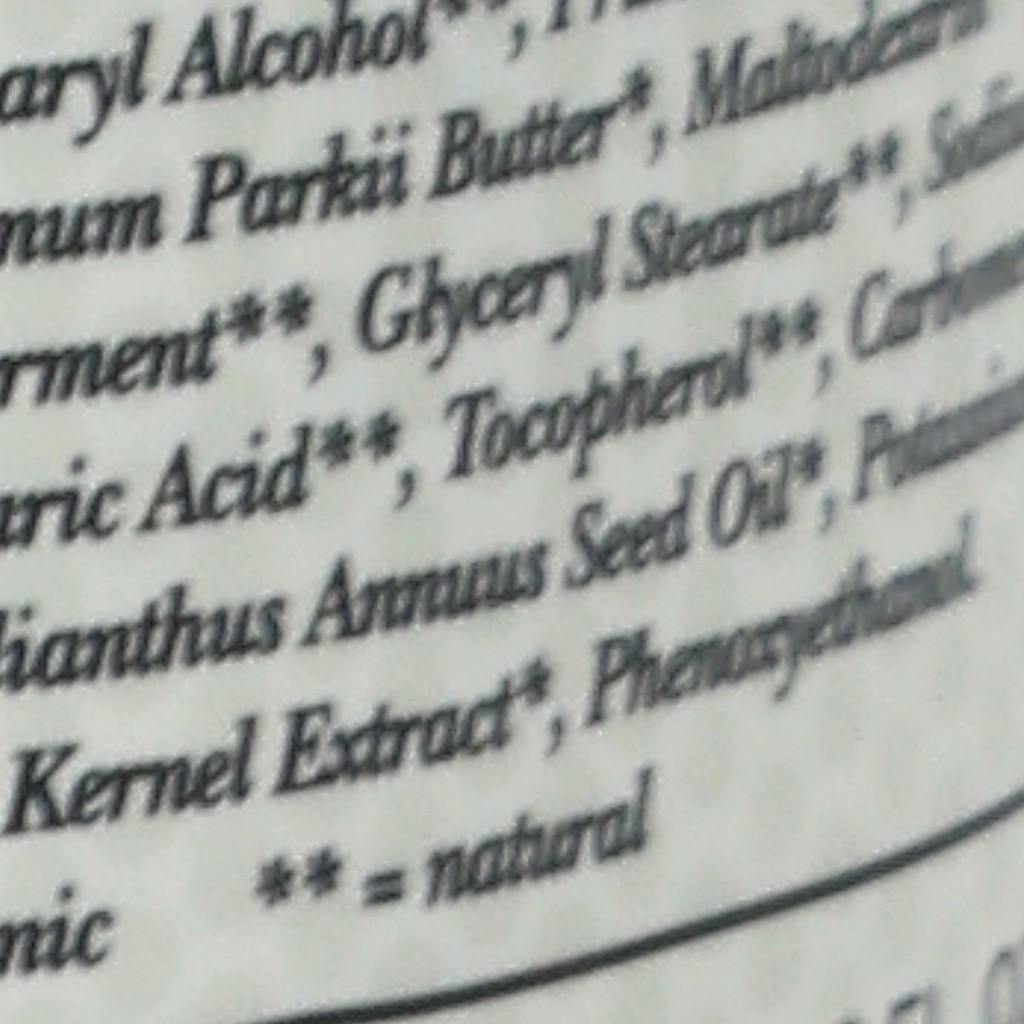 aryl Alcohol**,
num Parkii Butter*, Maltodextrin
rment**, Glyceryl Stearate**,
aric Acid**, Tocopherol**,
lianthus Annuus Seed Oil*,
Kernel Extract*, Phenoxyethanol.
nic ** = natural